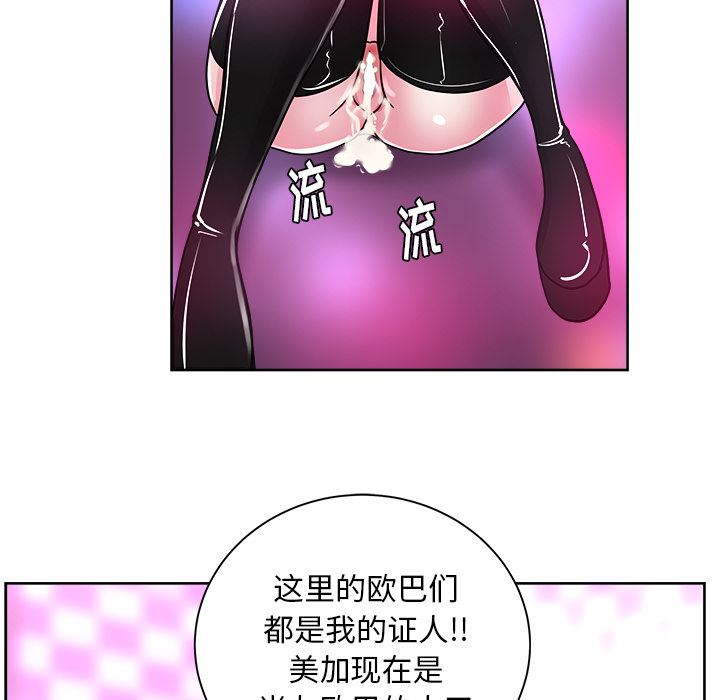 流
流
这里的欧巴们
都是我的证人!!
美加现在是